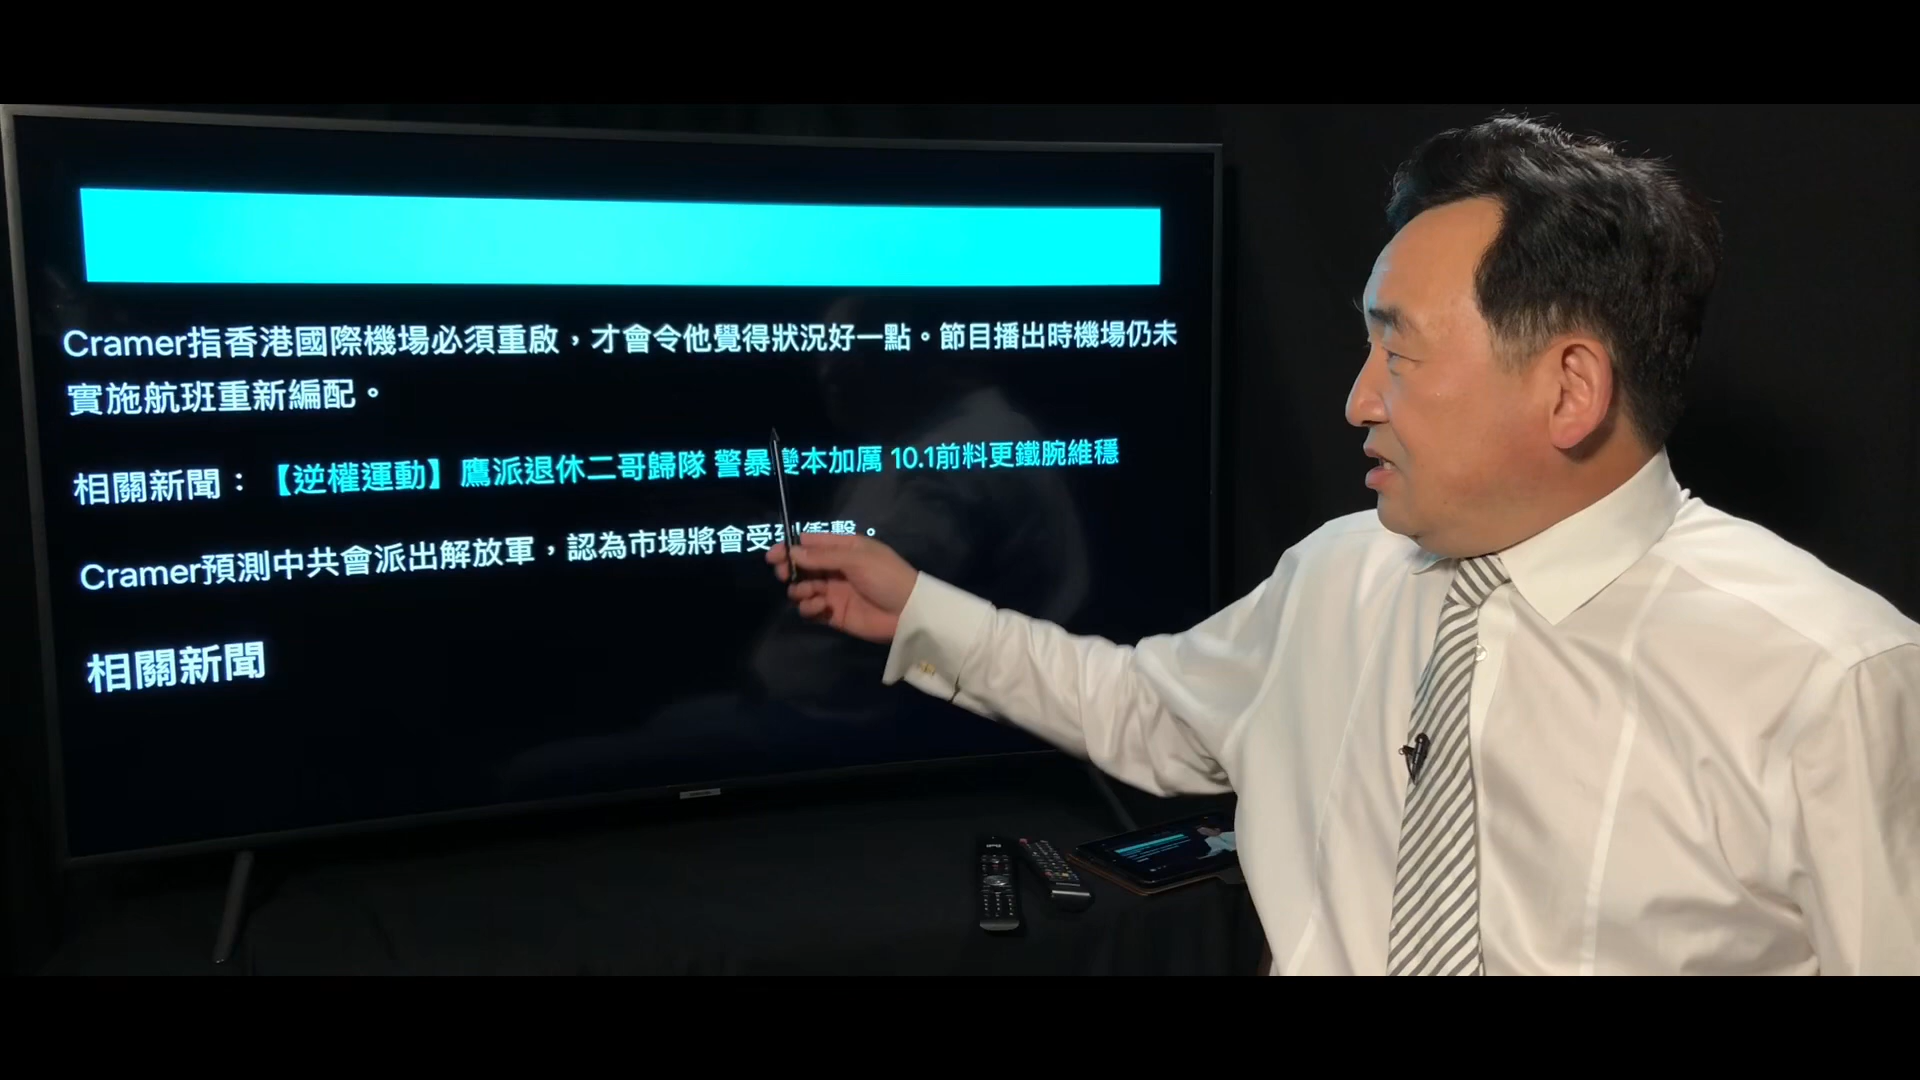 Cramer指香港國際機場必須重啟，才會令他覺得狀況好一點。節目播出時機場仍未
實施航班重新編配。
相關新聞：【逆權運動】鷹派退休二哥歸隊 警暴變本加厲 10.1前料更鐵腕維穩
Cramer預測中共會派出解放軍，認為市場將會受到衝擊。
相關新聞